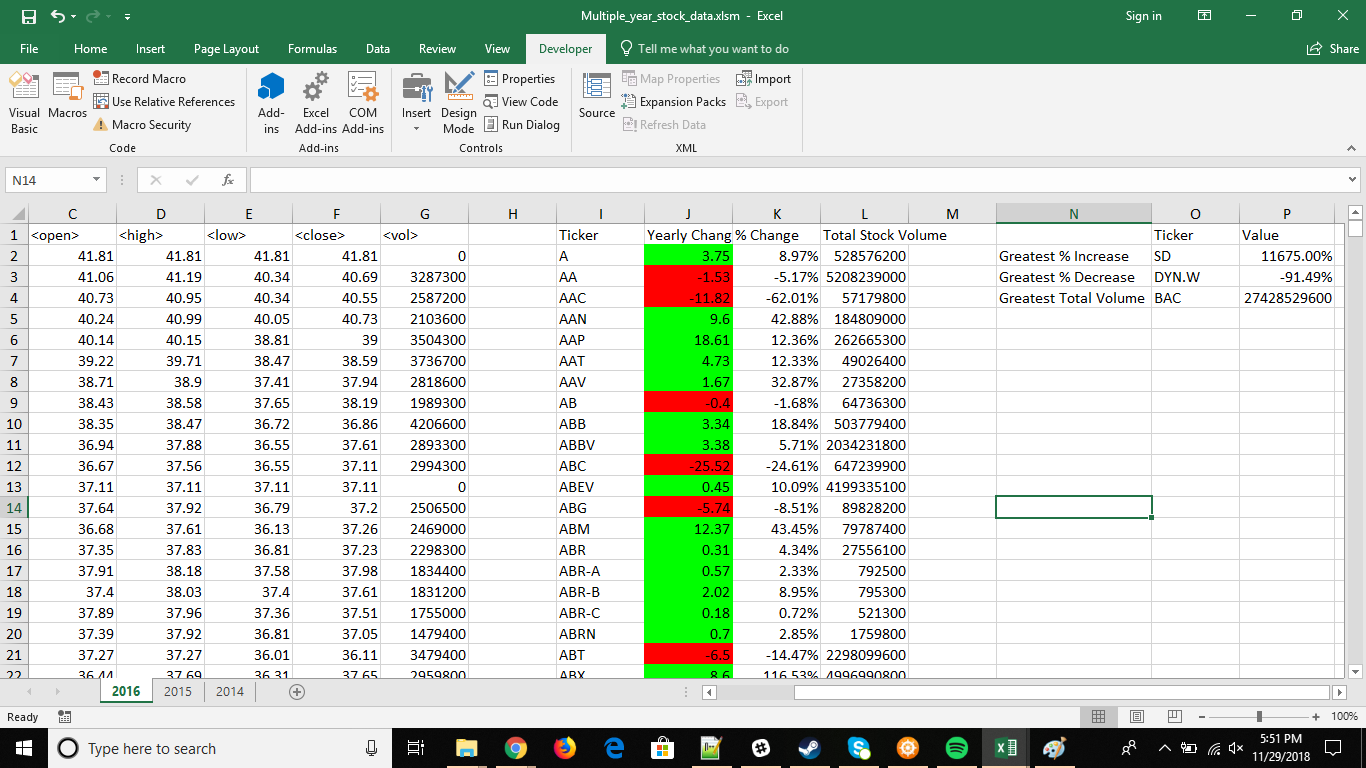 Multiple_year_stock_data.xlsm - Excel
Sign in
File Home Insert Page Layout Formulas Data Review View Developer Tell me what you want to do Share
Visual Basic
Macros
Record Macro
Use Relative References
Macro Security
Code
Add-ins
Excel Add-ins
COM Add-ins
Add-ins
Insert
Design Mode
Properties
View Code
Run Dialog
Controls
Source
Map Properties
Expansion Packs
Refresh Data
Import
Export
XML
N14
fx
C D E F G H I J K L M N O P
1 <open> <high> <low> <close> <vol> Ticker Yearly Chang % Change Total Stock Volume Ticker Value
2 41.81 41.81 41.81 41.81 0 A 3.75 8.97% 528576200 Greatest % Increase SD 11675.00%
3 41.06 41.19 40.34 40.69 3287300 AA -1.53 -5.17% 5208239000 Greatest % Decrease DYN.W -91.49%
4 40.73 40.95 40.34 40.55 2587200 AAC -11.82 -62.01% 57179800 Greatest Total Volume BAC 27428529600
5 40.24 40.99 40.05 40.73 2103600 AAN 9.6 42.88% 184809000
6 40.14 40.15 38.81 39 3504300 AAP 18.61 12.36% 262665300
7 39.22 39.71 38.47 38.59 3736700 AAT 4.73 12.33% 49026400
8 38.71 38.9 37.41 37.94 2818600 AAV 1.67 32.87% 27358200
9 38.43 38.58 37.65 38.19 1989300 AB -0.4 -1.68% 64736300
10 38.35 38.47 36.72 36.86 4206600 ABB 3.34 18.84% 503779400
11 36.94 37.88 36.55 37.61 2893300 ABBV 3.38 5.71% 2034231800
12 36.67 37.56 36.55 37.11 2994300 ABC -25.52 -24.61% 647239900
13 37.11 37.11 37.11 37.11 0 ABEV 0.45 10.09% 4199335100
14 37.64 37.92 36.79 37.2 2506500 ABG -5.74 -8.51% 89828200
15 36.68 37.61 36.13 37.26 2469000 ABM 12.37 43.45% 79787400
16 37.35 37.83 36.81 37.23 2298300 ABR 0.31 4.34% 27556100
17 37.91 38.18 37.58 37.98 1834400 ABR-A 0.57 2.33% 792500
18 37.4 38.03 37.4 37.61 1831200 ABR-B 2.02 8.95% 795300
19 37.89 37.96 37.36 37.51 1755000 ABR-C 0.18 0.72% 521300
20 37.39 37.92 36.81 37.05 1479400 ABRN 0.7 2.85% 1759800
21 37.27 37.27 36.01 36.11 3479400 ABT -6.5 -14.47% 2298099600
22 36.44 37.69 36.31 37.65 2959800 ABX 8.6 116.53% 4996990800
2016 2015 2014
Ready
100%
Type here to search
5:51 PM
11/29/2018